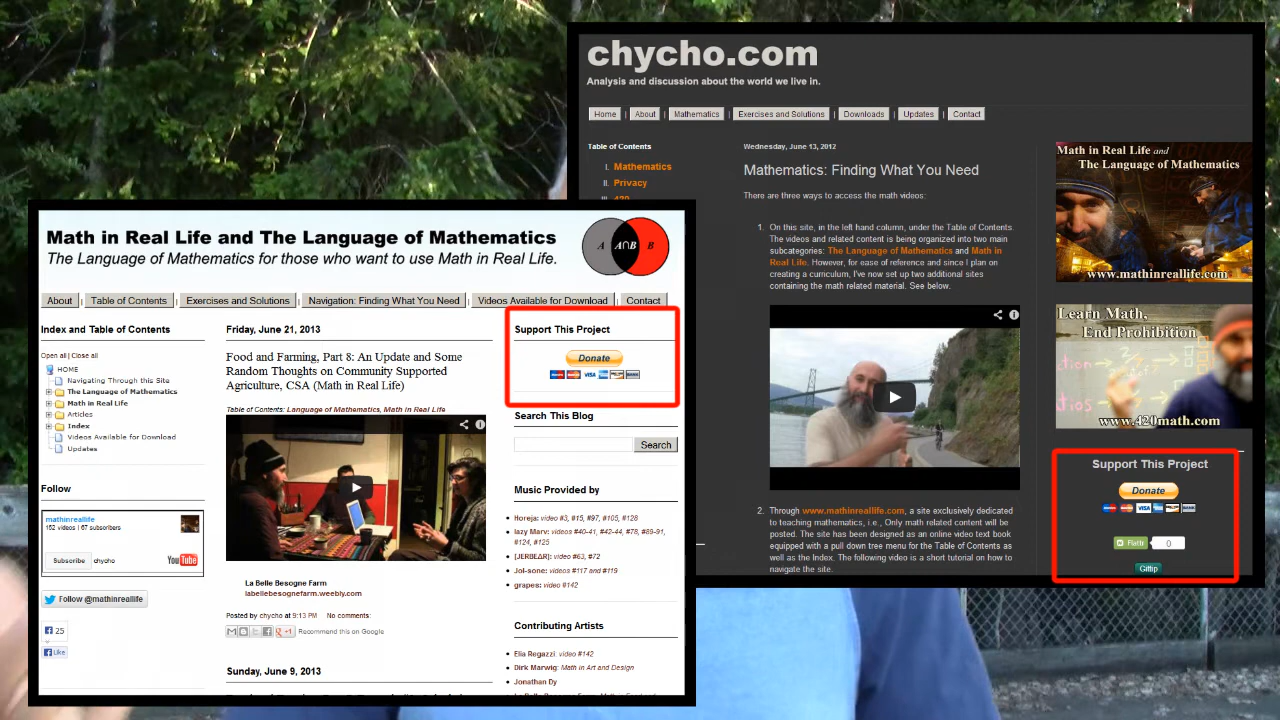 chycho.com
Analysis and discussion about the world we live in.
Home | About | Mathematics | Exercises and Solutions | Downloads | Updates | Contact
Table of Contents
I. Mathematics
II. Privacy
Wednesday, June 13, 2012
Mathematics: Finding What You Need
There are three ways to access the math videos:
1. On this site, in the left hand column, under the Table of Contents.
The videos and related content is being organized into two main
subcategories: The Language of Mathematics and Math in
Real Life. However, for ease of reference and since I plan on
creating a curriculum, I've now set up two additional sites
containing the math related material. See below.
2. Through www.mathinreallife.com, a site exclusively dedicated
to teaching mathematics, i.e., Only math related content will be
posted. The site has been designed as an online video text book
equipped with a pull down tree menu for the Table of Contents as
well as the Index. The following video is a short tutorial on how to
navigate the site.
Math in Real Life and
The Language of Mathematics
www.mathinreallife.com
Learn Math,
End Prohibition
www.420math.com
Support This Project
Donate
VISA
Flattr 0
Gittip
Math in Real Life and The Language of Mathematics
The Language of Mathematics for those who want to use Math in Real Life.
A A∩B B
About | Table of Contents | Exercises and Solutions | Navigation: Finding What You Need | Videos Available for Download | Contact
Index and Table of Contents
Open all | Close all
HOME
Navigating Through this Site
The Language of Mathematics
Math in Real Life
Articles
Index
Videos Available for Download
Updates
Follow
mathinreallife
152 videos | 67 subscribers
Subscribe chycho YouTube
Follow @mathinreallife
25
Like
Friday, June 21, 2013
Food and Farming, Part 8: An Update and Some
Random Thoughts on Community Supported
Agriculture, CSA (Math in Real Life)
Table of Contents: Language of Mathematics, Math in Real Life
La Belle Besogne Farm
labellebesognefarm.weebly.com
Posted by chycho at 9:13 PM No comments:
+1 Recommend this on Google
Sunday, June 9, 2013
Support This Project
Donate
VISA
Search This Blog
Search
Music Provided by
Horeja: video #3, #15, #97, #105, #128
lazy Marv: videos #40-41, #42-44, #78, #89-91,
#124, #125
(JERBEΔR): video #63, #72
Jol-sone: videos #117 and #119
grapes: video #142
Contributing Artists
Elia Regazzi: video #142
Dirk Marwig: Math in Art and Design
Jonathan Dy